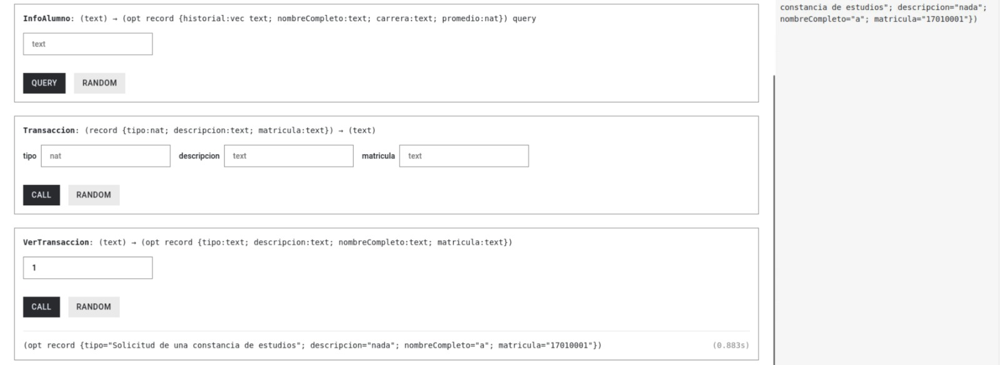 InfoAlumno: (text) → (opt record {historial:vec text; nombreCompleto:text; carrera:text; promedio:nat}) query
text
QUERY RANDOM
Transaccion: (record {tipo:nat; descripcion:text; matricula:text}) → (text)
tipo nat descripcion text matricula text
CALL RANDOM
VerTransaccion: (text) → (opt record {tipo:text; descripcion:text; nombreCompleto:text; matricula:text})
1
CALL RANDOM
(opt record {tipo="Solicitud de una constancia de estudios"; descripcion="nada"; nombreCompleto="a"; matricula="17010001"}) (0.883s)
constancia de estudios"; descripcion="nada";
nombreCompleto="a"; matricula="17010001"})